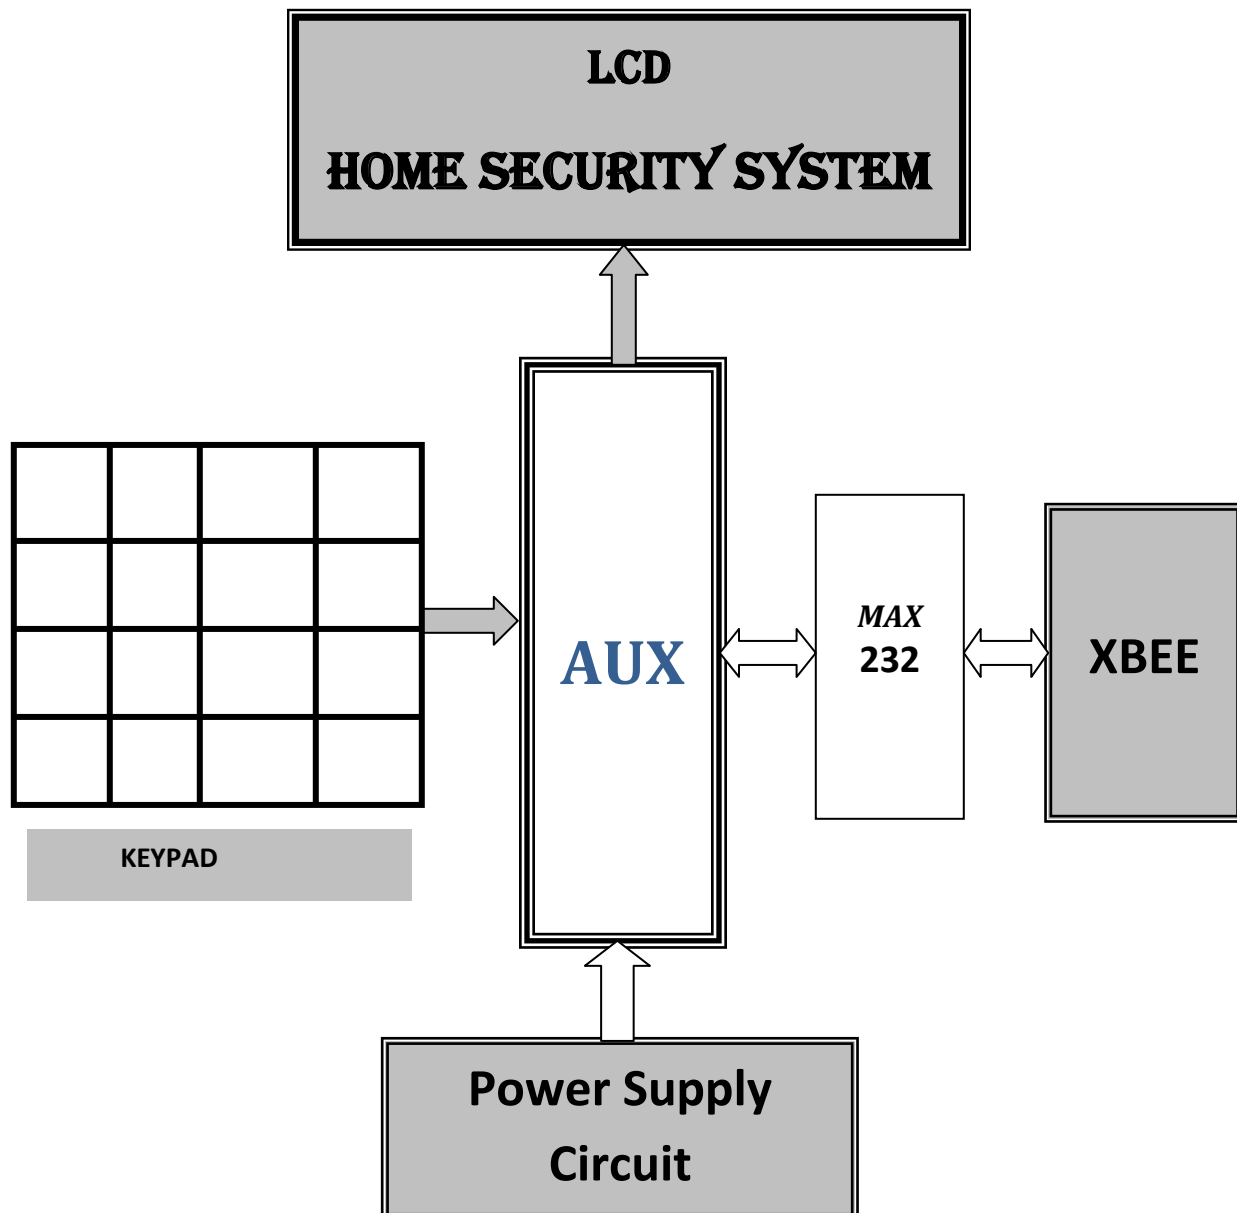 LCD
HOME SECURITY SYSTEM
AUX
MAX
232
XBEE
KEYPAD
Power Supply
Circuit